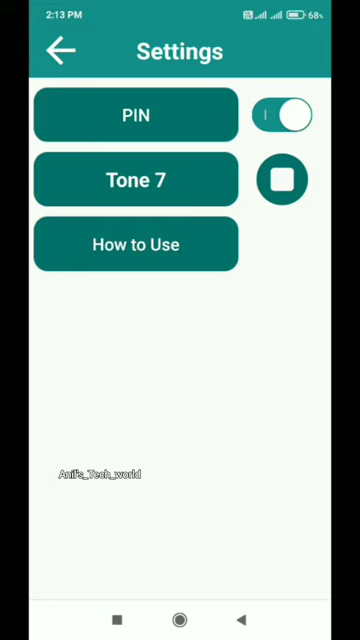 2:13 PM
68%
Settings
PIN
Tone 7
How to Use
Anil's_Tech_world